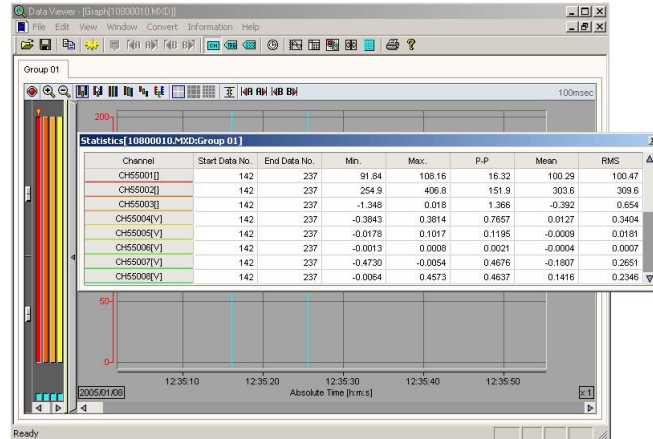 Data Viewer - [Graph[10800010.MXD]]
File Edit View Window Convert Information Help
Group 01
100msec
200
Statistics[10800010.MXD:Group 01]
Channel Start Data No. End Data No. Min. Max. P-P Mean RMS
CH55001[] 142 237 91.84 108.16 16.32 100.29 100.47
CH55002[] 142 237 254.9 406.8 151.9 303.6 309.6
CH55003[] 142 237 -1.348 0.018 1.366 -0.392 0.654
CH55004[V] 142 237 -0.3843 0.3814 0.7657 0.0127 0.3404
CH55005[V] 142 237 -0.0178 0.1017 0.1195 -0.0009 0.0181
CH55006[V] 142 237 -0.0013 0.0008 0.0021 -0.0004 0.0007
CH55007[V] 142 237 -0.4730 -0.0054 0.4676 -0.1807 0.2651
CH55008[V] 142 237 -0.0064 0.4573 0.4637 0.1416 0.2346
50
0
12:35:10 12:35:20 12:35:30 12:35:40 12:35:50
2005/01/08 Absolute Time [h:m:s] x 1
Ready